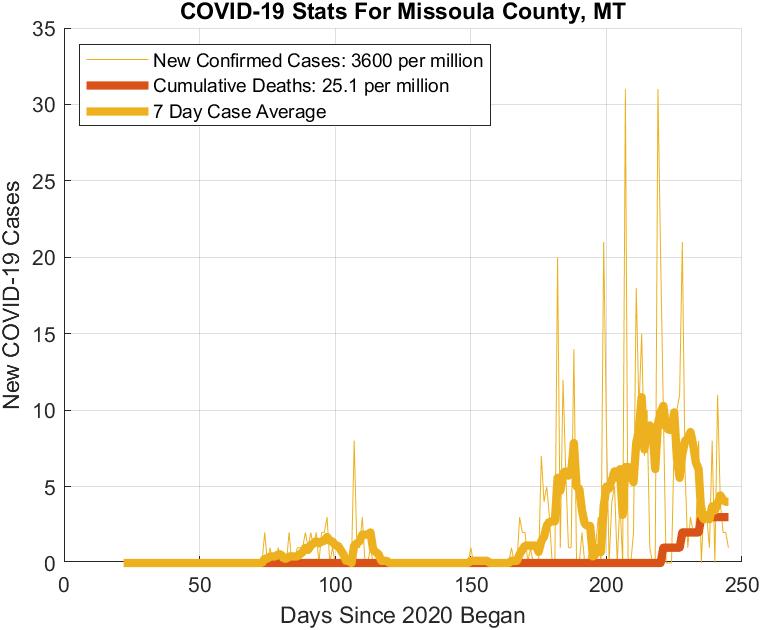 COVID-19 Stats For Missoula County, MT
New Confirmed Cases: 3600 per million
Cumulative Deaths: 25.1 per million
7 Day Case Average
New COVID-19 Cases
35
30
25
20
15
10
5
0
0 50 100 150 200 250
Days Since 2020 Began